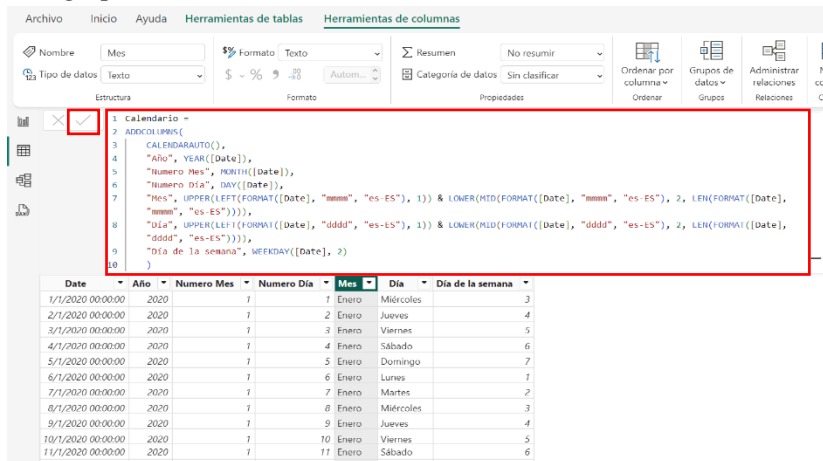 Archivo Inicio Ayuda Herramientas de tablas Herramientas de columnas
Nombre Mes
Tipo de datos Texto
Estructura
Formato Texto
$ % Autom...
Formato
Resumen No resumir
Categoría de datos Sin clasificar
Propiedades
Ordenar por columna
Ordenar
Grupos de datos
Grupos
Administrar relaciones
Relaciones
1 Calendario =
2 ADDCOLUMNS(
3 CALENDARAUTO(),
4 "Año", YEAR([Date]),
5 "Numero Mes", MONTH([Date]),
6 "Numero Día", DAY([Date]),
7 "Mes", UPPER(LEFT(FORMAT([Date], "mmmm", "es-ES"), 1)) & LOWER(MID(FORMAT([Date], "mmmm", "es-ES"), 2, LEN(FORMAT([Date],
"mmmm", "es-ES")))),
8 "Día", UPPER(LEFT(FORMAT([Date], "dddd", "es-ES"), 1)) & LOWER(MID(FORMAT([Date], "dddd", "es-ES"), 2, LEN(FORMAT([Date],
"dddd", "es-ES")))),
9 "Día de la semana", WEEKDAY([Date], 2)
10 )
Date Año Numero Mes Numero Día Mes Día Día de la semana
1/1/2020 00:00:00 2020 1 1 Enero Miércoles 3
2/1/2020 00:00:00 2020 1 2 Enero Jueves 4
3/1/2020 00:00:00 2020 1 3 Enero Viernes 5
4/1/2020 00:00:00 2020 1 4 Enero Sábado 6
5/1/2020 00:00:00 2020 1 5 Enero Domingo 7
6/1/2020 00:00:00 2020 1 6 Enero Lunes 1
7/1/2020 00:00:00 2020 1 7 Enero Martes 2
8/1/2020 00:00:00 2020 1 8 Enero Miércoles 3
9/1/2020 00:00:00 2020 1 9 Enero Jueves 4
10/1/2020 00:00:00 2020 1 10 Enero Viernes 5
11/1/2020 00:00:00 2020 1 11 Enero Sábado 6